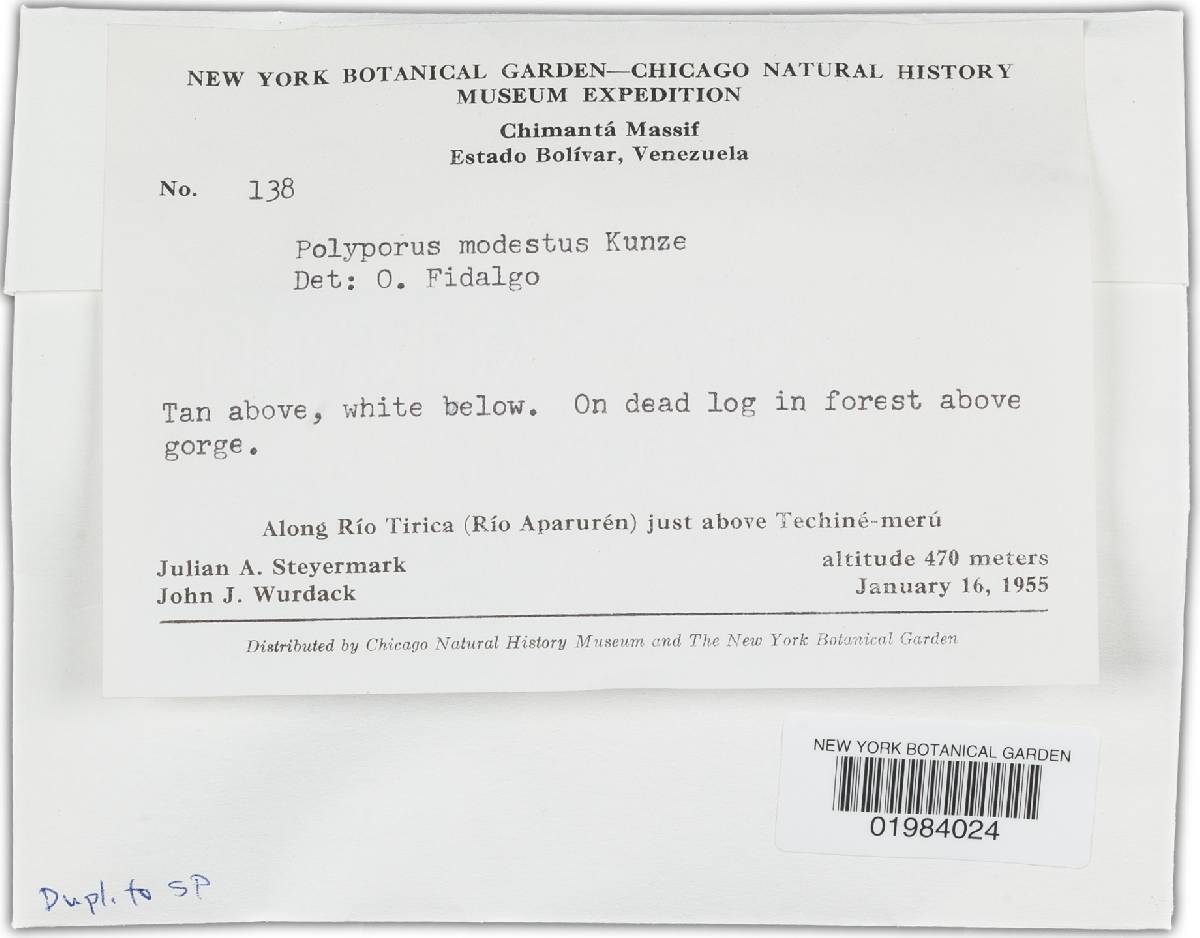 NEW YORK BOTANICAL GARDEN—CHICAGO NATURAL HISTORY
MUSEUM EXPEDITION
Chimantá Massif
Estado Bolívar, Venezuela
No. 138
Polyporus modestus Kunze
Det: O. Fidalgo
Tan above, white below. On dead log in forest above
gorge.
Along Río Tirica (Río Aparurén) just above Techiné-merú
Julian A. Steyermark altitude 470 meters
John J. Wurdack January 16, 1955
Distributed by Chicago Natural History Museum and The New York Botanical Garden
NEW YORK BOTANICAL GARDEN
01984024
Dupl. to SP